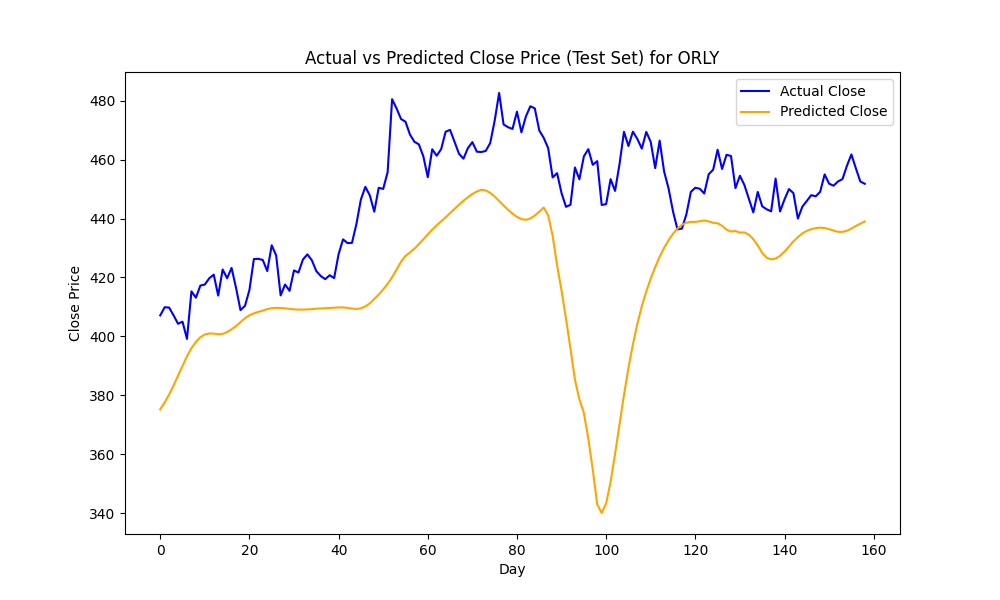 Actual vs Predicted Close Price (Test Set) for ORLY
Actual Close
Predicted Close
Close Price
480
460
440
420
400
380
360
340
0 20 40 60 80 100 120 140 160
Day